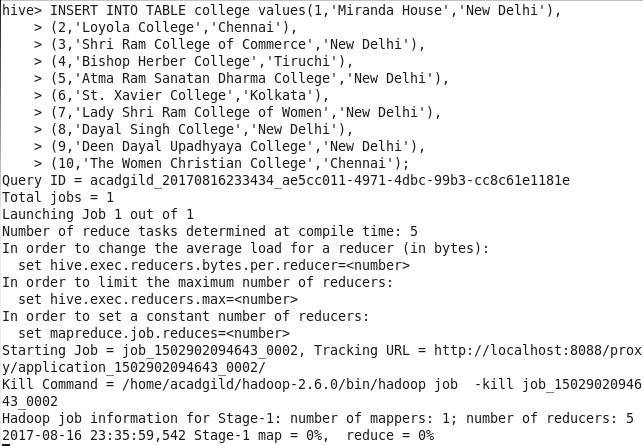 hive> INSERT INTO TABLE college values(1,'Miranda House','New Delhi'),
    > (2,'Loyola College','Chennai'),
    > (3,'Shri Ram College of Commerce','New Delhi'),
    > (4,'Bishop Herber College','Tiruchi'),
    > (5,'Atma Ram Sanatan Dharma College','New Delhi'),
    > (6,'St. Xavier College','Kolkata'),
    > (7,'Lady Shri Ram College of Women','New Delhi'),
    > (8,'Dayal Singh College','New Delhi'),
    > (9,'Deen Dayal Upadhyaya College','New Delhi'),
    > (10,'The Women Christian College','Chennai');
Query ID = acadgild_20170816233434_ae5cc011-4971-4dbc-99b3-cc8c61e1181e
Total jobs = 1
Launching Job 1 out of 1
Number of reduce tasks determined at compile time: 5
In order to change the average load for a reducer (in bytes):
  set hive.exec.reducers.bytes.per.reducer=<number>
In order to limit the maximum number of reducers:
  set hive.exec.reducers.max=<number>
In order to set a constant number of reducers:
  set mapreduce.job.reduces=<number>
Starting Job = job_1502902094643_0002, Tracking URL = http://localhost:8088/prox
y/application_1502902094643_0002/
Kill Command = /home/acadgild/hadoop-2.6.0/bin/hadoop job  -kill job_15029020946
43_0002
Hadoop job information for Stage-1: number of mappers: 1; number of reducers: 5
2017-08-16 23:35:59,542 Stage-1 map = 0%,  reduce = 0%